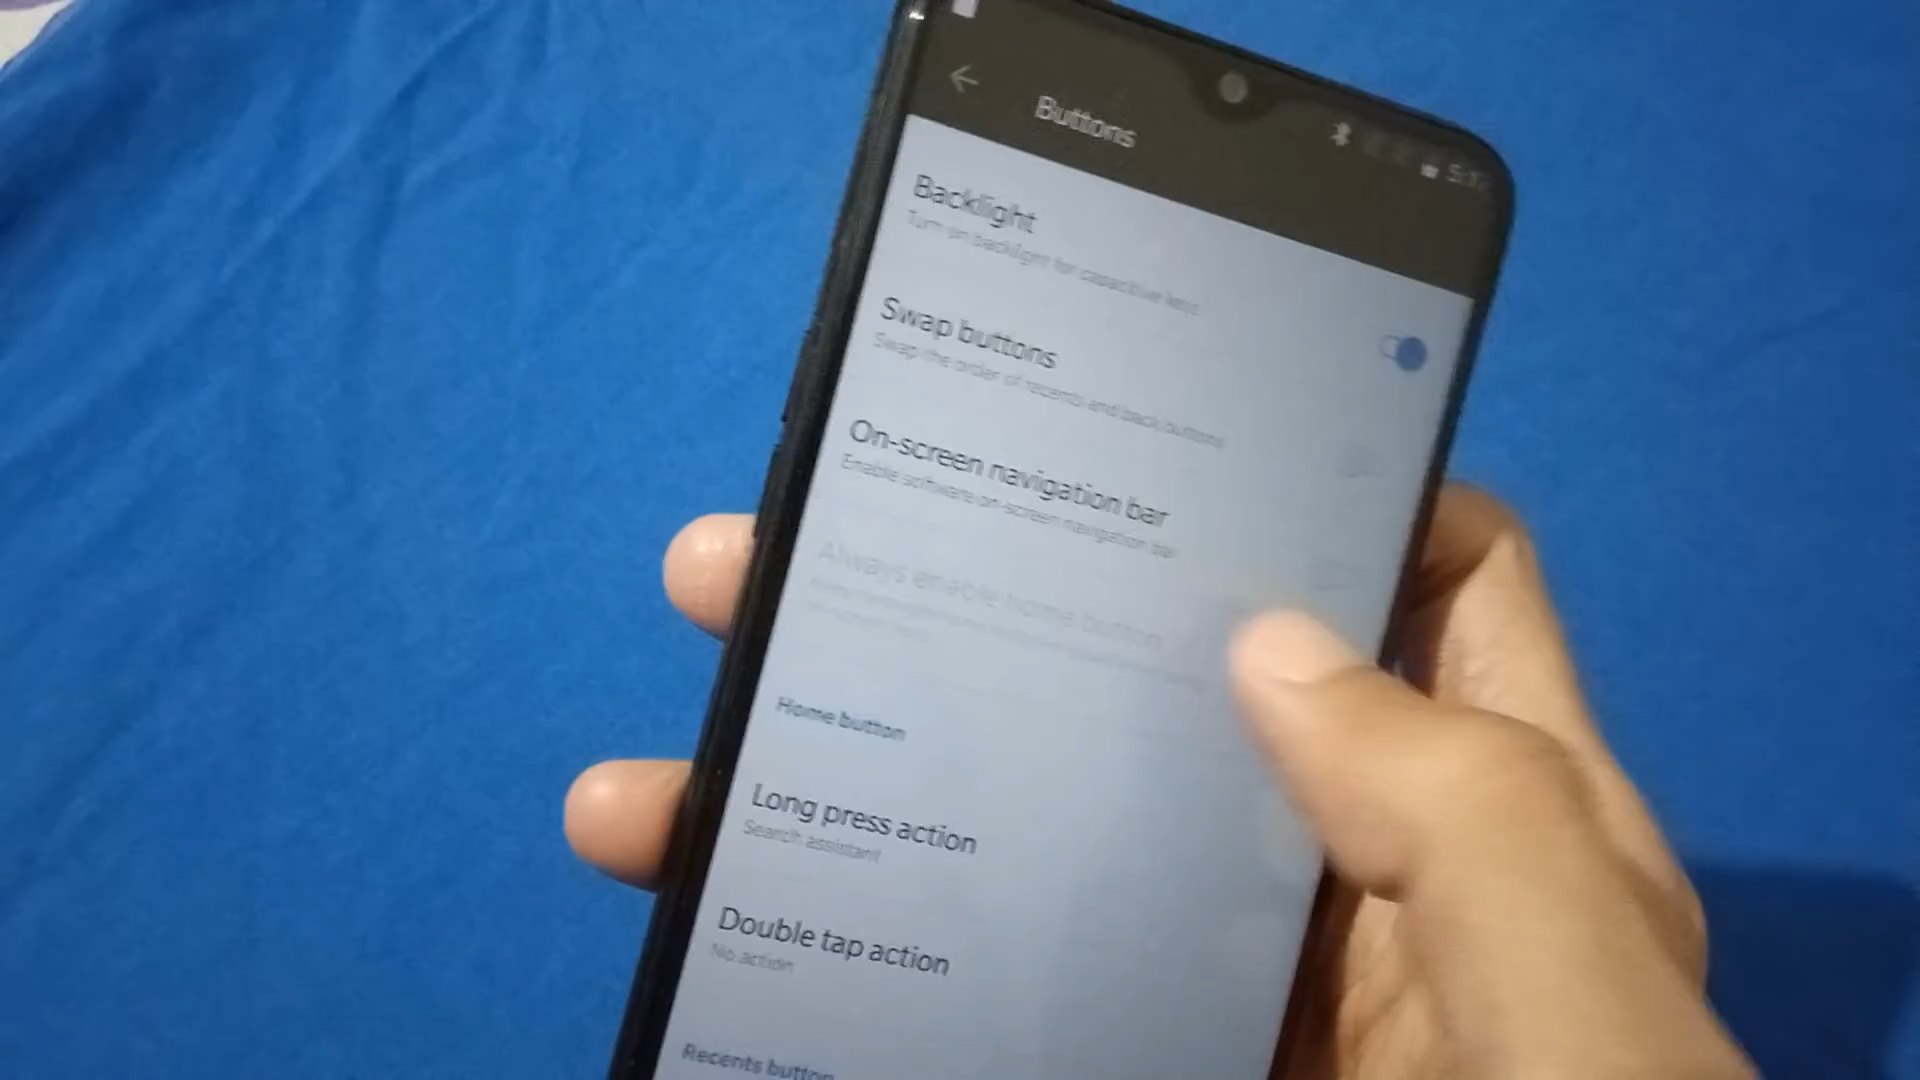 Buttons
Backlight
Turn on backlight for capacitive keys
Swap buttons
Swap the order of recents and back buttons
On-screen navigation bar
Enable software on-screen navigation bar
Always enable home button
Home button
Long press action
Search assistant
Double tap action
No action
Recents button